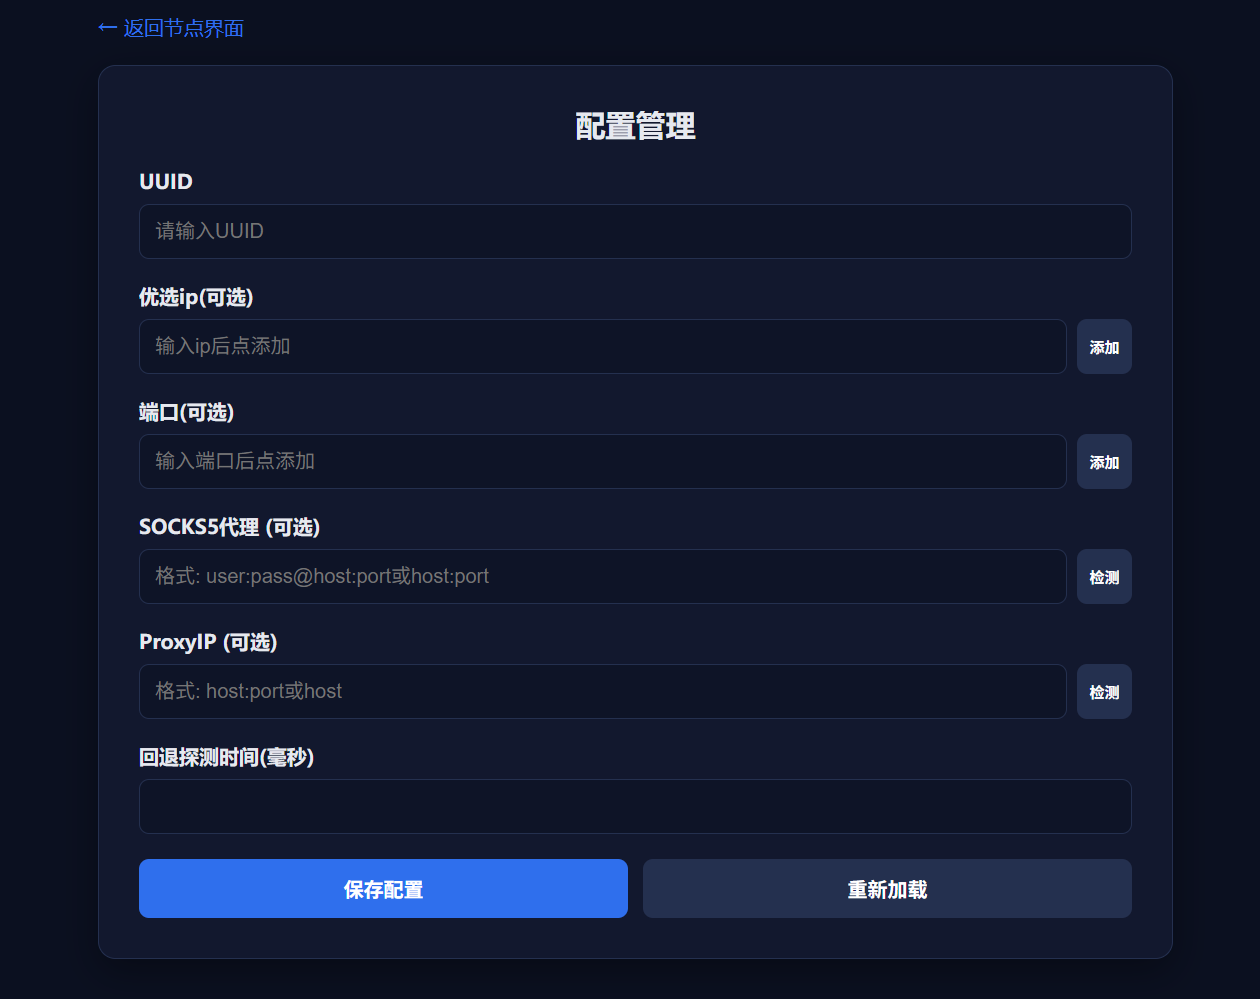 ← 返回节点界面
配置管理
UUID
请输入UUID
优选ip(可选)
输入ip后点添加
添加
端口(可选)
输入端口后点添加
添加
SOCKS5代理 (可选)
格式: user:pass@host:port或host:port
检测
ProxyIP (可选)
格式: host:port或host
检测
回退探测时间(毫秒)
保存配置
重新加载